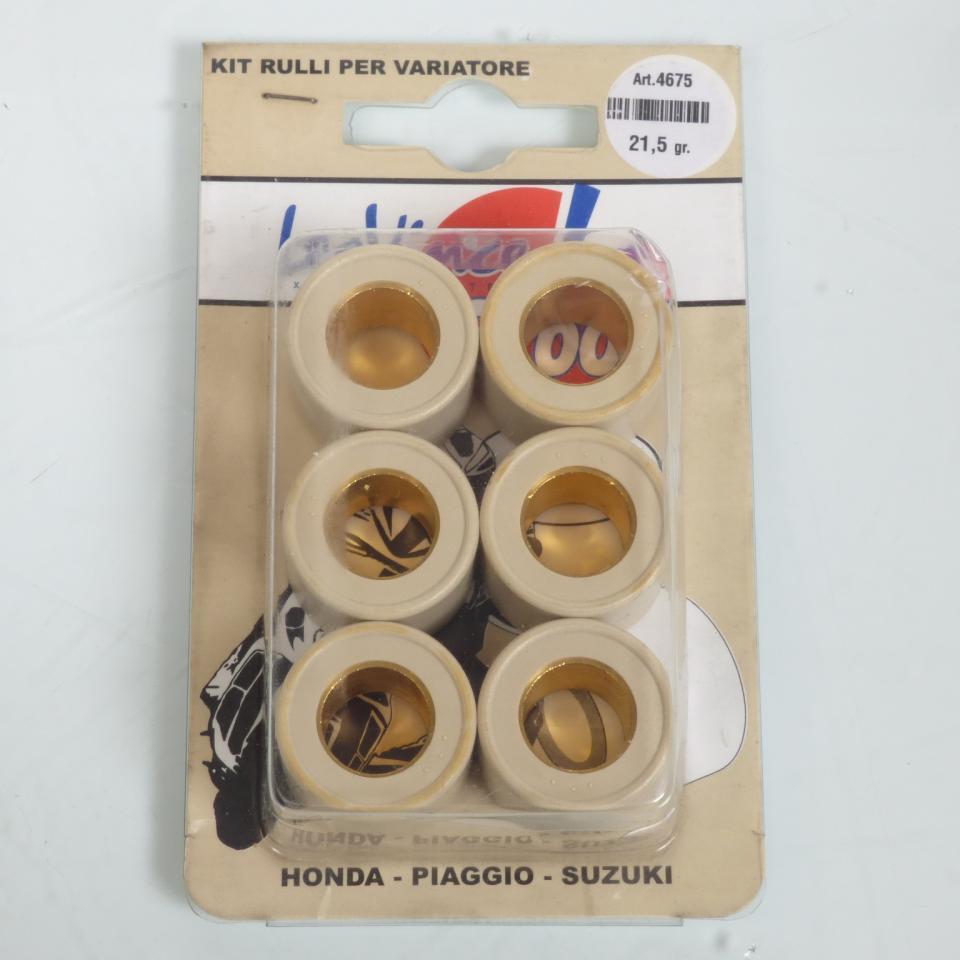 KIT RULLI PER VARIATORE
Art.4675
21,5 gr.
HONDA - PIAGGIO - SUZUKI